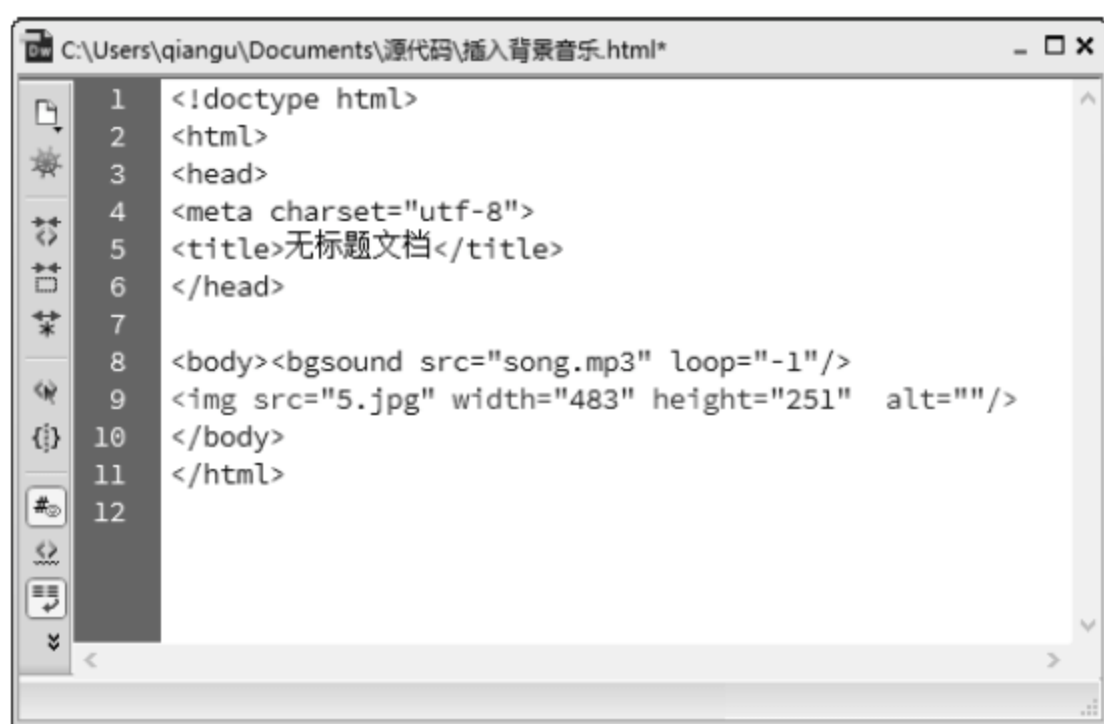 Dw C:\Users\qiangu\Documents\源代码\插入背景音乐.html*
1 <!doctype html>
2 <html>
3 <head>
4 <meta charset="utf-8">
5 <title>无标题文档</title>
6 </head>
7
8 <body><bgsound src="song.mp3" loop="-1"/>
9 <img src="5.jpg" width="483" height="251"  alt=""/>
10 </body>
11 </html>
12